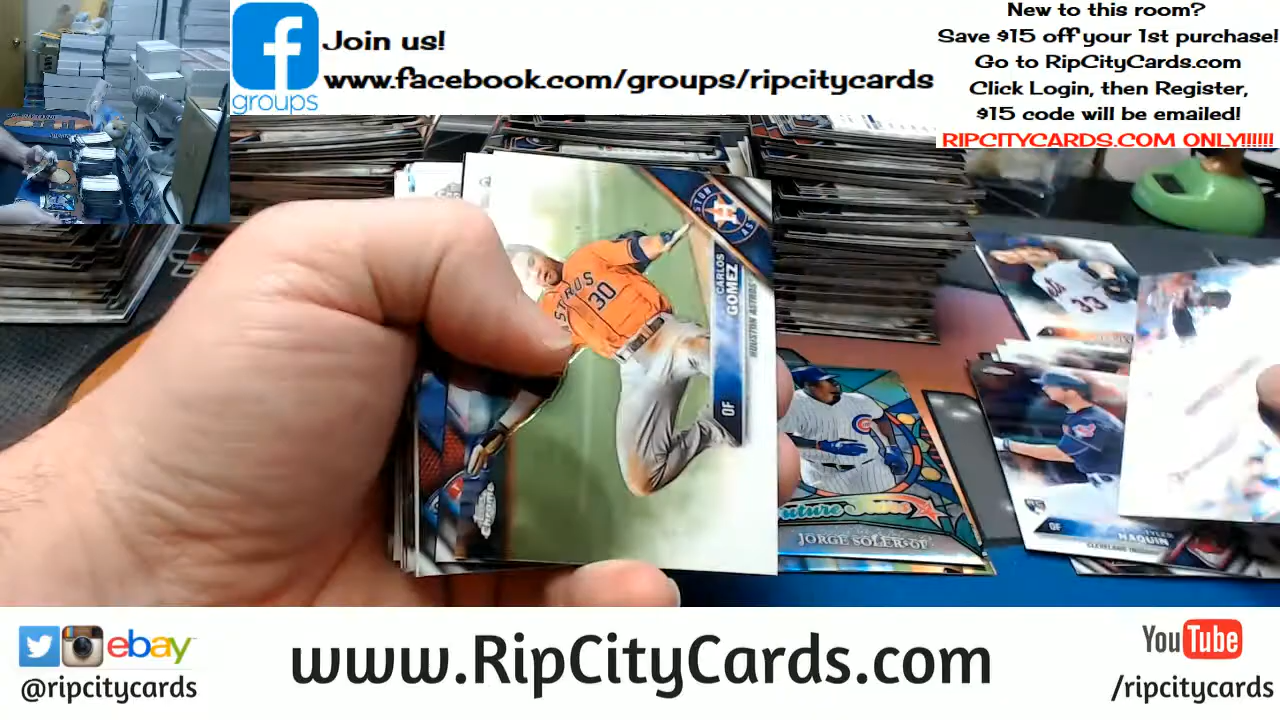 Join us!
www.facebook.com/groups/ripcitycards
groups
New to this room?
Save $15 off your 1st purchase!
Go to RipCityCards.com
Click Login, then Register,
$15 code will be emailed!
RIPCITYCARDS.COM ONLY!!!!!!
CARLOS
GOMEZ
HOUSTON ASTROS
OF
30
33
JORGE SOLER•OF
OF
NAQUIN
ebay
@ripcitycards
www.RipCityCards.com
YouTube
/ripcitycards